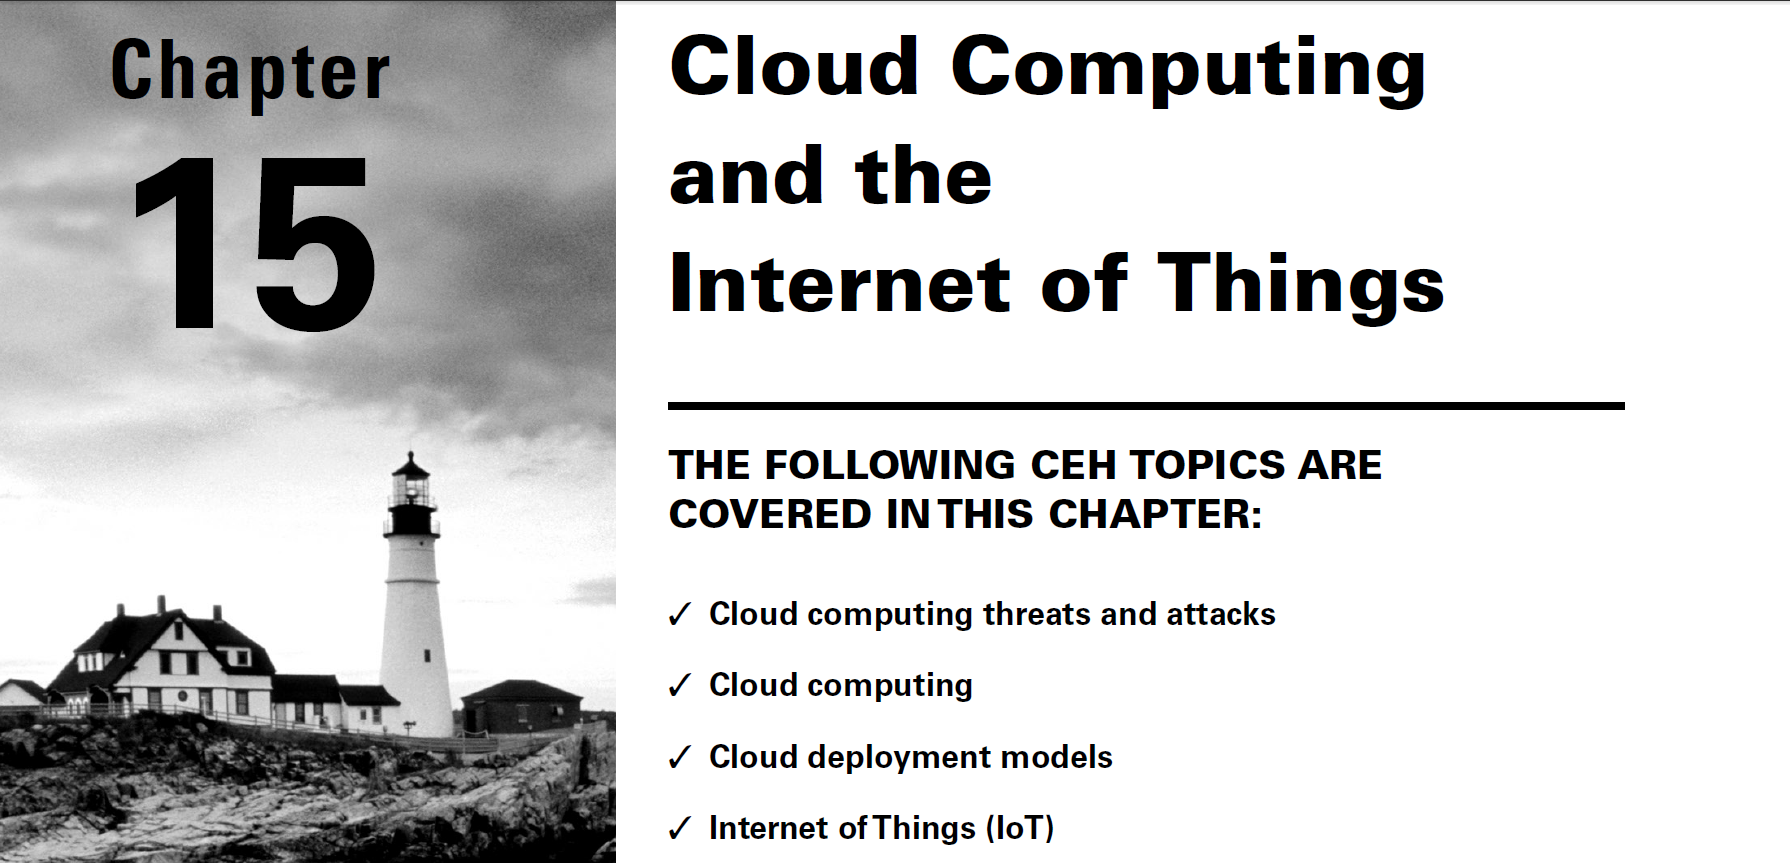 Chapter
15
Cloud Computing
and the
Internet of Things
THE FOLLOWING CEH TOPICS ARE
COVERED IN THIS CHAPTER:
✓ Cloud computing threats and attacks
✓ Cloud computing
✓ Cloud deployment models
✓ Internet of Things (IoT)